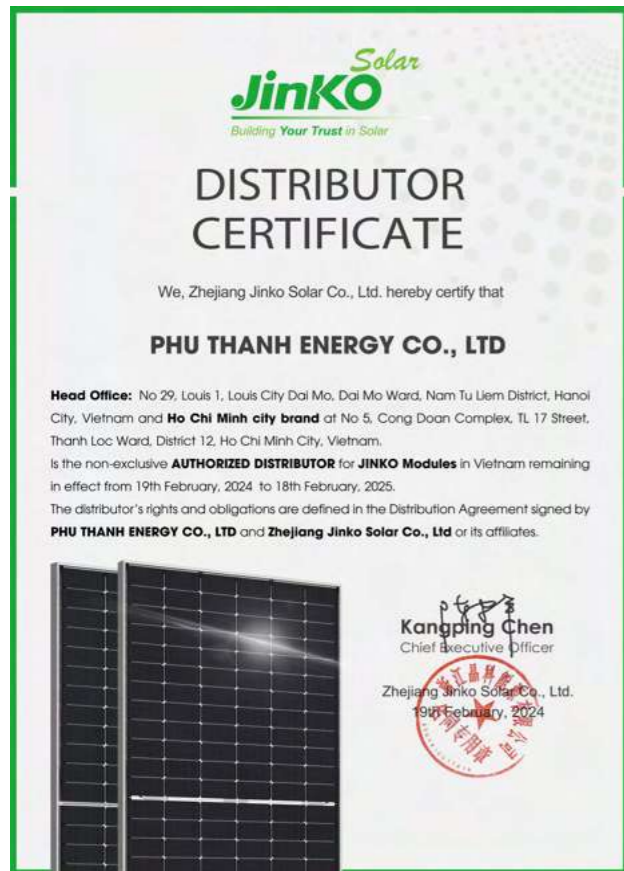 Solar
JinKO
Building Your Trust in Solar
DISTRIBUTOR
CERTIFICATE
We, Zhejiang Jinko Solar Co., Ltd. hereby certify that
PHU THANH ENERGY CO., LTD
Head Office: No 29, Louis 1, Louis City Dai Mo, Dai Mo Ward, Nam Tu Liem District, Hanoi
City, Vietnam and Ho Chi Minh city brand at No 5, Cong Doan Complex, TL 17 Street,
Thanh Loc Ward, District 12, Ho Chi Minh City, Vietnam.
Is the non-exclusive AUTHORIZED DISTRIBUTOR for JINKO Modules in Vietnam remaining
in effect from 19th February, 2024 to 18th February, 2025.
The distributor's rights and obligations are defined in the Distribution Agreement signed by
PHU THANH ENERGY CO., LTD and Zhejiang Jinko Solar Co., Ltd or its affiliates.
Kangping Chen
Chief Executive Officer
Zhejiang Jinko Solar Co., Ltd.
19th February, 2024